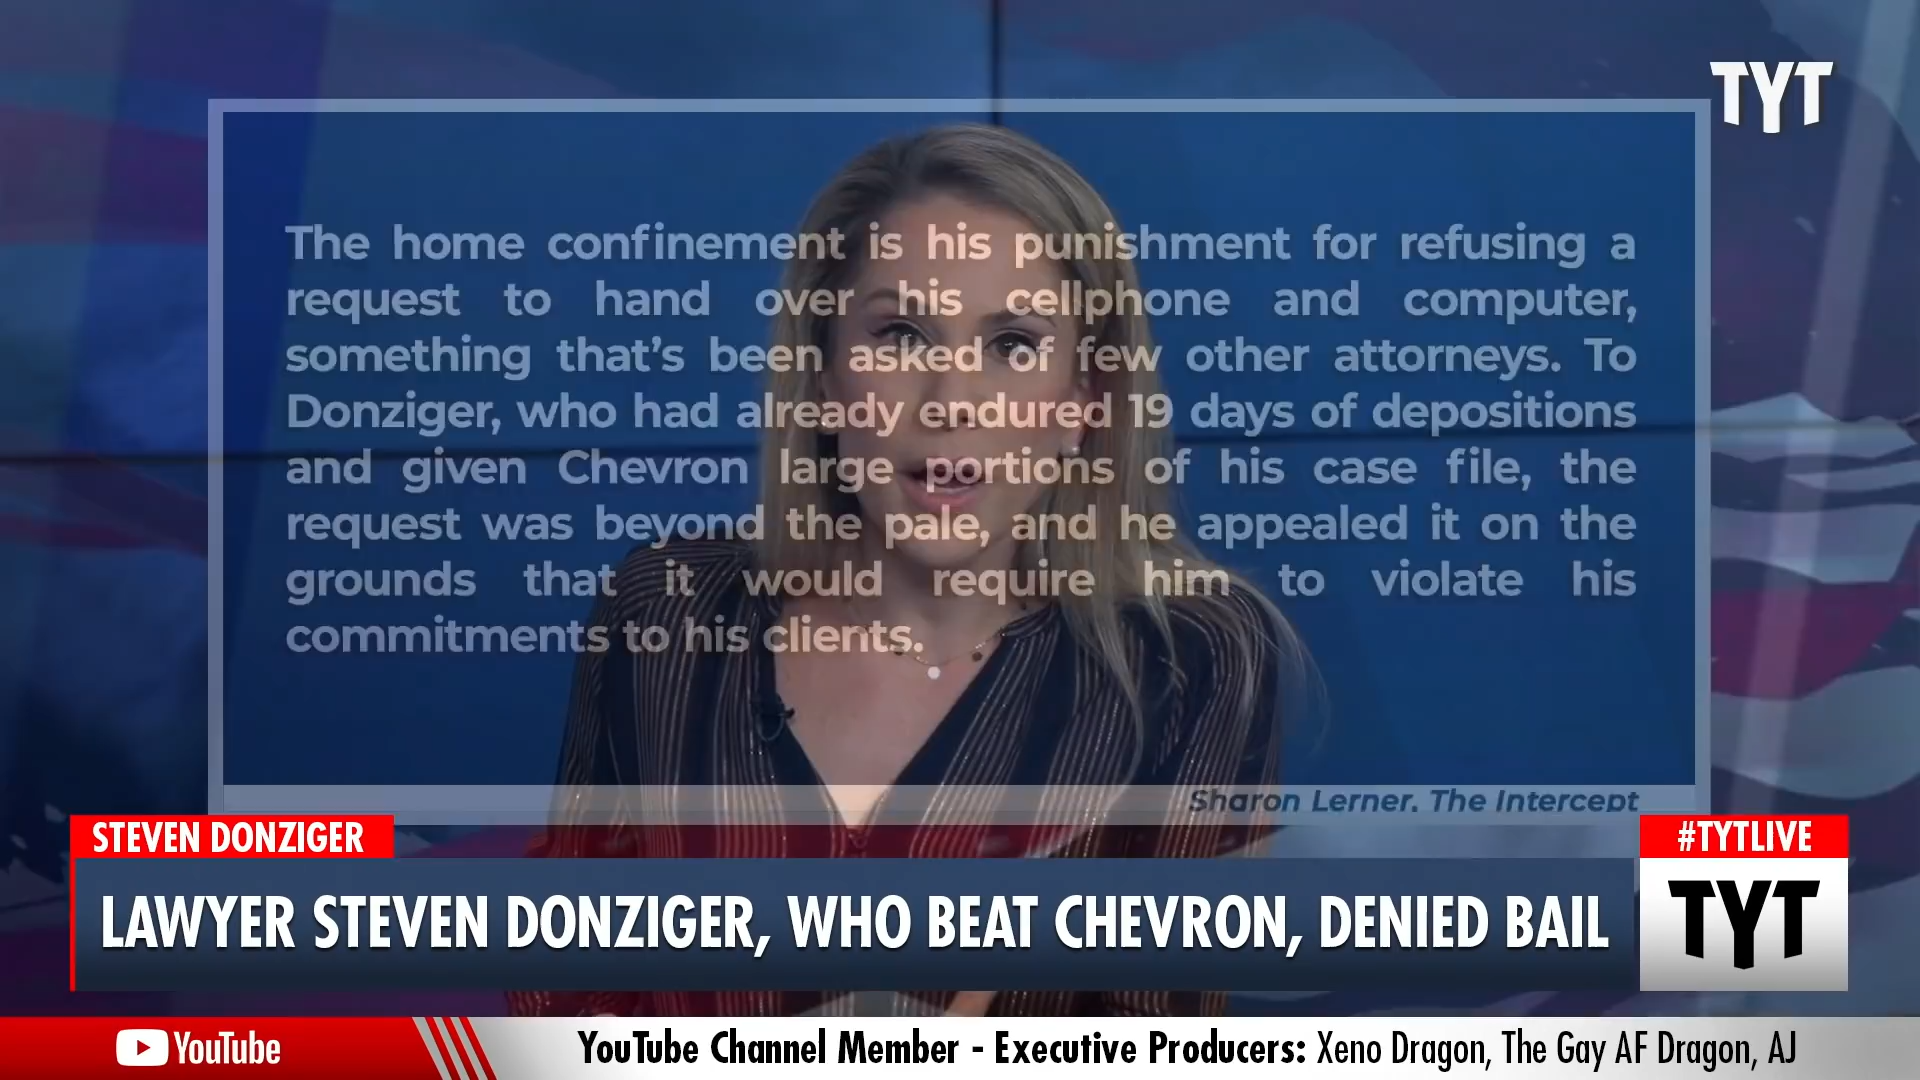 TYT
The home confinement is his punishment for refusing a
request to hand over his cellphone and computer,
something that's been asked of few other attorneys. To
Donziger, who had already endured 19 days of depositions
and given Chevron large portions of his case file, the
request was beyond the pale, and he appealed it on the
grounds that it would require him to violate his
commitments to his clients.
Sharon Lerner, The Intercept
STEVEN DONZIGER
#TYTLIVE
LAWYER STEVEN DONZIGER, WHO BEAT CHEVRON, DENIED BAIL
TYT
YouTube
YouTube Channel Member - Executive Producers: Xeno Dragon, The Gay AF Dragon, AJ